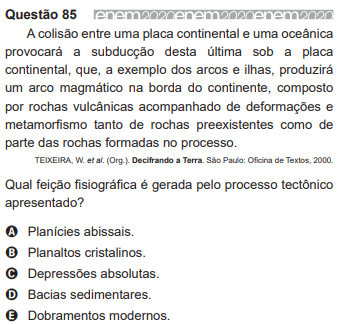 Questão 85 enem2020enem2020enem2020
A colisão entre uma placa continental e uma oceânica
provocará a subducção desta última sob a placa
continental, que, a exemplo dos arcos e ilhas, produzirá
um arco magmático na borda do continente, composto
por rochas vulcânicas acompanhado de deformações e
metamorfismo tanto de rochas preexistentes como de
parte das rochas formadas no processo.
TEIXEIRA, W. et al. (Org.). Decifrando a Terra. São Paulo: Oficina de Textos, 2000.
Qual feição fisiográfica é gerada pelo processo tectônico
apresentado?
A Planícies abissais.
B Planaltos cristalinos.
C Depressões absolutas.
D Bacias sedimentares.
E Dobramentos modernos.